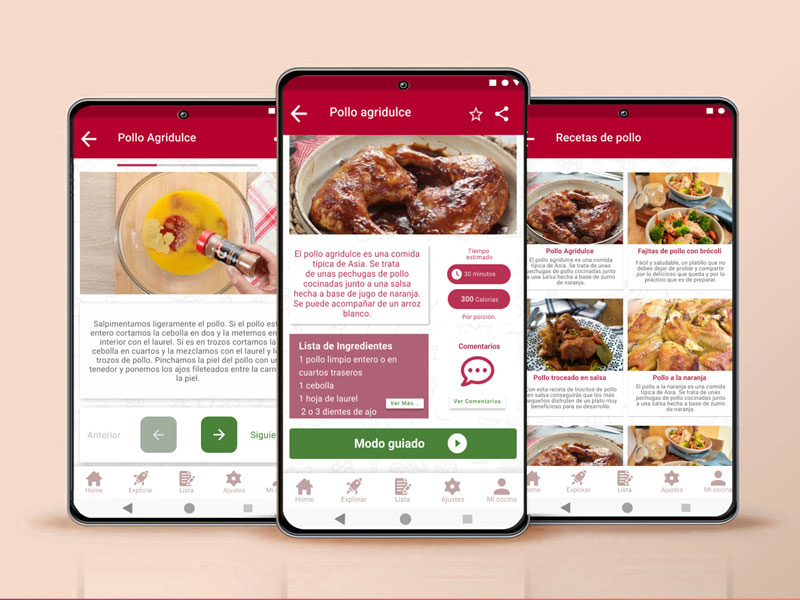 Pollo Agridulce
Salpimentamos ligeramente el pollo. Si el pollo est
entero cortamos la cebolla en dos y la metemos en
interior con el laurel. Si es en trozos cortamos la
cebolla en cuartos y la mezclamos con el laurel y l
trozos de pollo. Pinchamos la piel del pollo con un
tenedor y ponemos los ajos fileteados entre la carn
la piel.
Anterior
Siguie
Home
Explorar
Lista
Ajustes
Mi
Pollo agridulce
El pollo agridulce es una comida
típica de Asia. Se trata
de unas pechugas de pollo
cocinadas junto a una salsa
hecha a base de jugo de naranja.
Se puede acompañar de un arroz
blanco.
Tiempo
estimado
30 minutos
300 Calorías
Por porción.
Lista de Ingredientes
1 pollo limpio entero o en
cuartos traseros
1 cebolla
1 hoja de laurel
2 o 3 dientes de ajo
Ver Más...
Comentarios
Ver Comentarios
Modo guiado
Home
Explorar
Lista
Ajustes
Mi cocina
Recetas de pollo
Pollo Agridulce
El pollo agridulce es una comida
típica de Asia. Se trata de unas
pechugas de pollo cocinadas junto
a una salsa hecha a base de zumo
de naranja.
Fajitas de pollo con brócoli
Fácil y saludable, un platillo que no
debes dejar de probar y compartir
por lo delicioso que queda y por lo
práctico que es de preparar.
Pollo troceado en salsa
Con esta receta de trocitos de pollo
en salsa conseguirás que los más
pequeños disfruten de un plato muy
beneficioso para su desarrollo.
Pollo a la naranja
El pollo a la naranja es una comida
típica de Asia. Se trata de unas
pechugas de pollo cocinadas junto
a una salsa hecha a base de zumo
de naranja.
ome
Explorar
Lista
Ajustes
Mi cocina